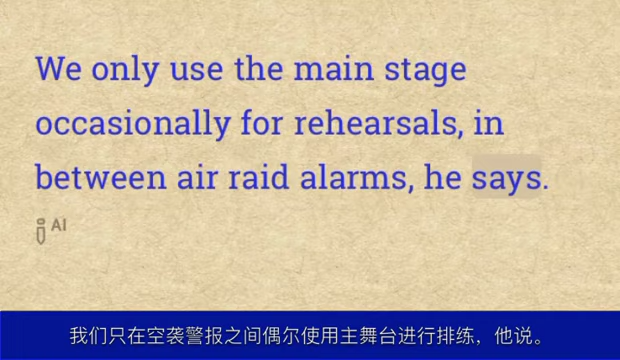 We only use the main stage
occasionally for rehearsals, in
between air raid alarms, he says.
AI
我们只在空袭警报之间偶尔使用主舞台进行排练，他说。